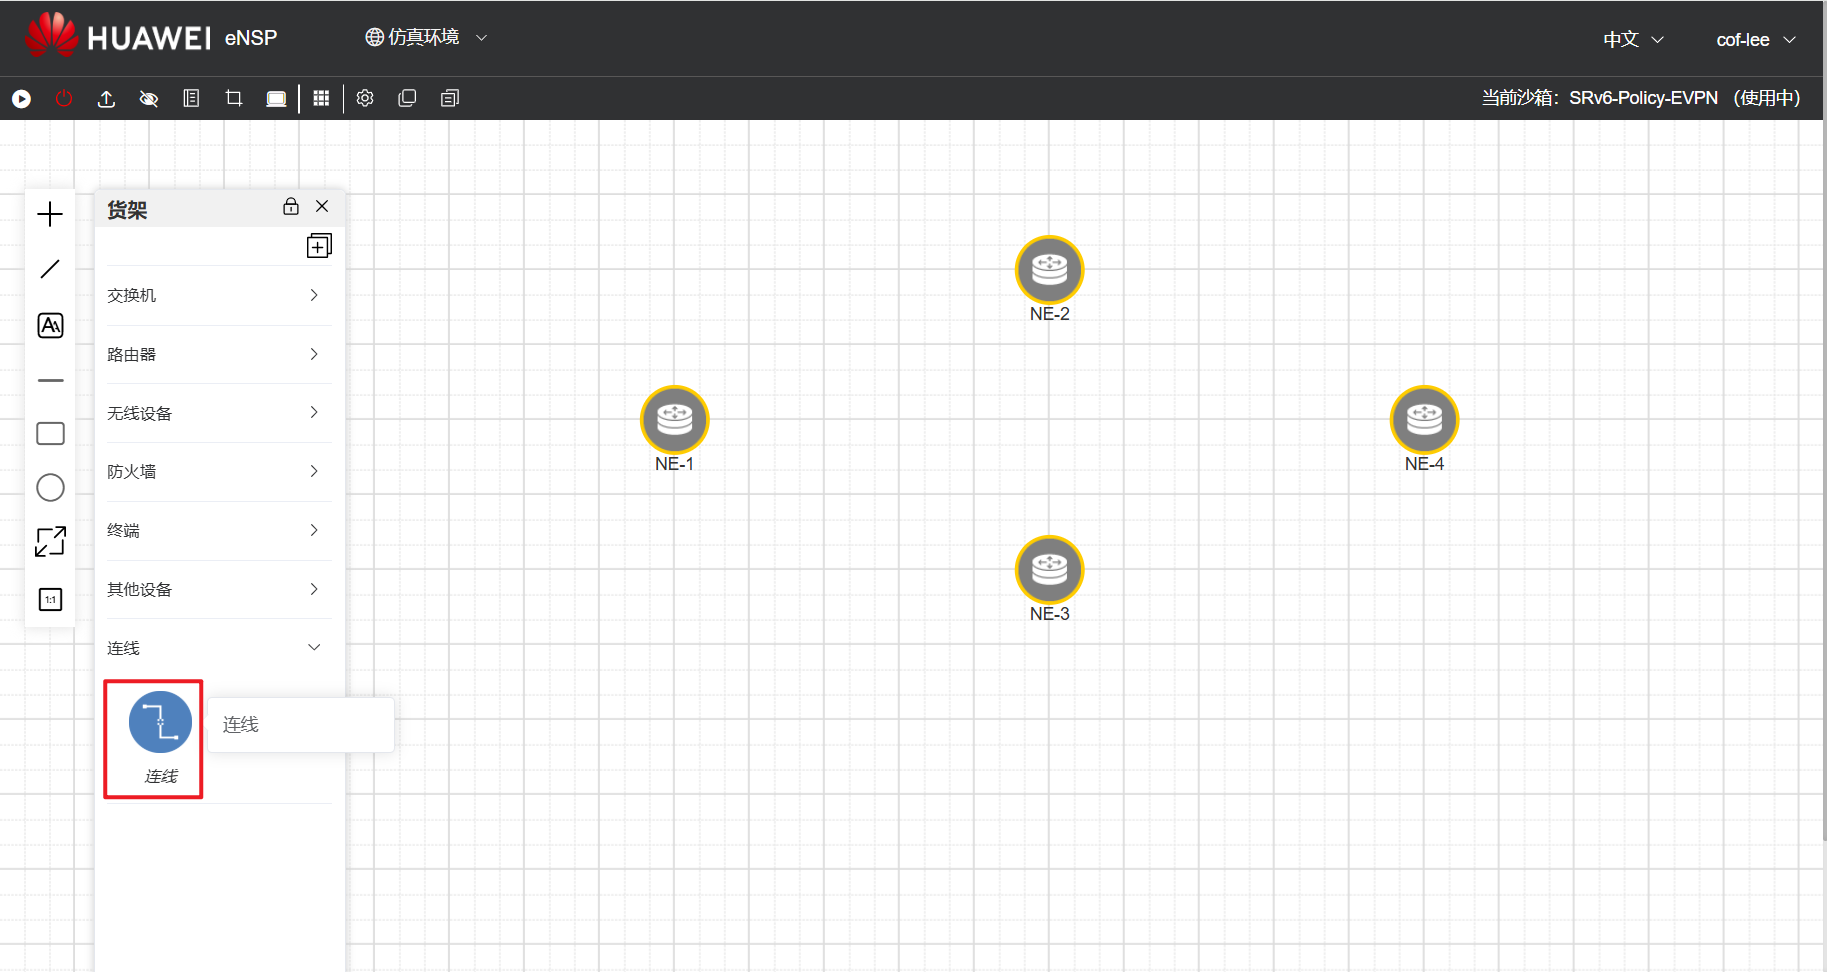 HUAWEI eNSP 仿真环境 中文 cof-lee
当前沙箱：SRv6-Policy-EVPN （使用中）
货架
交换机
路由器
无线设备
防火墙
终端
其他设备
连线
连线
连线
1:1
NE-2
NE-1
NE-4
NE-3